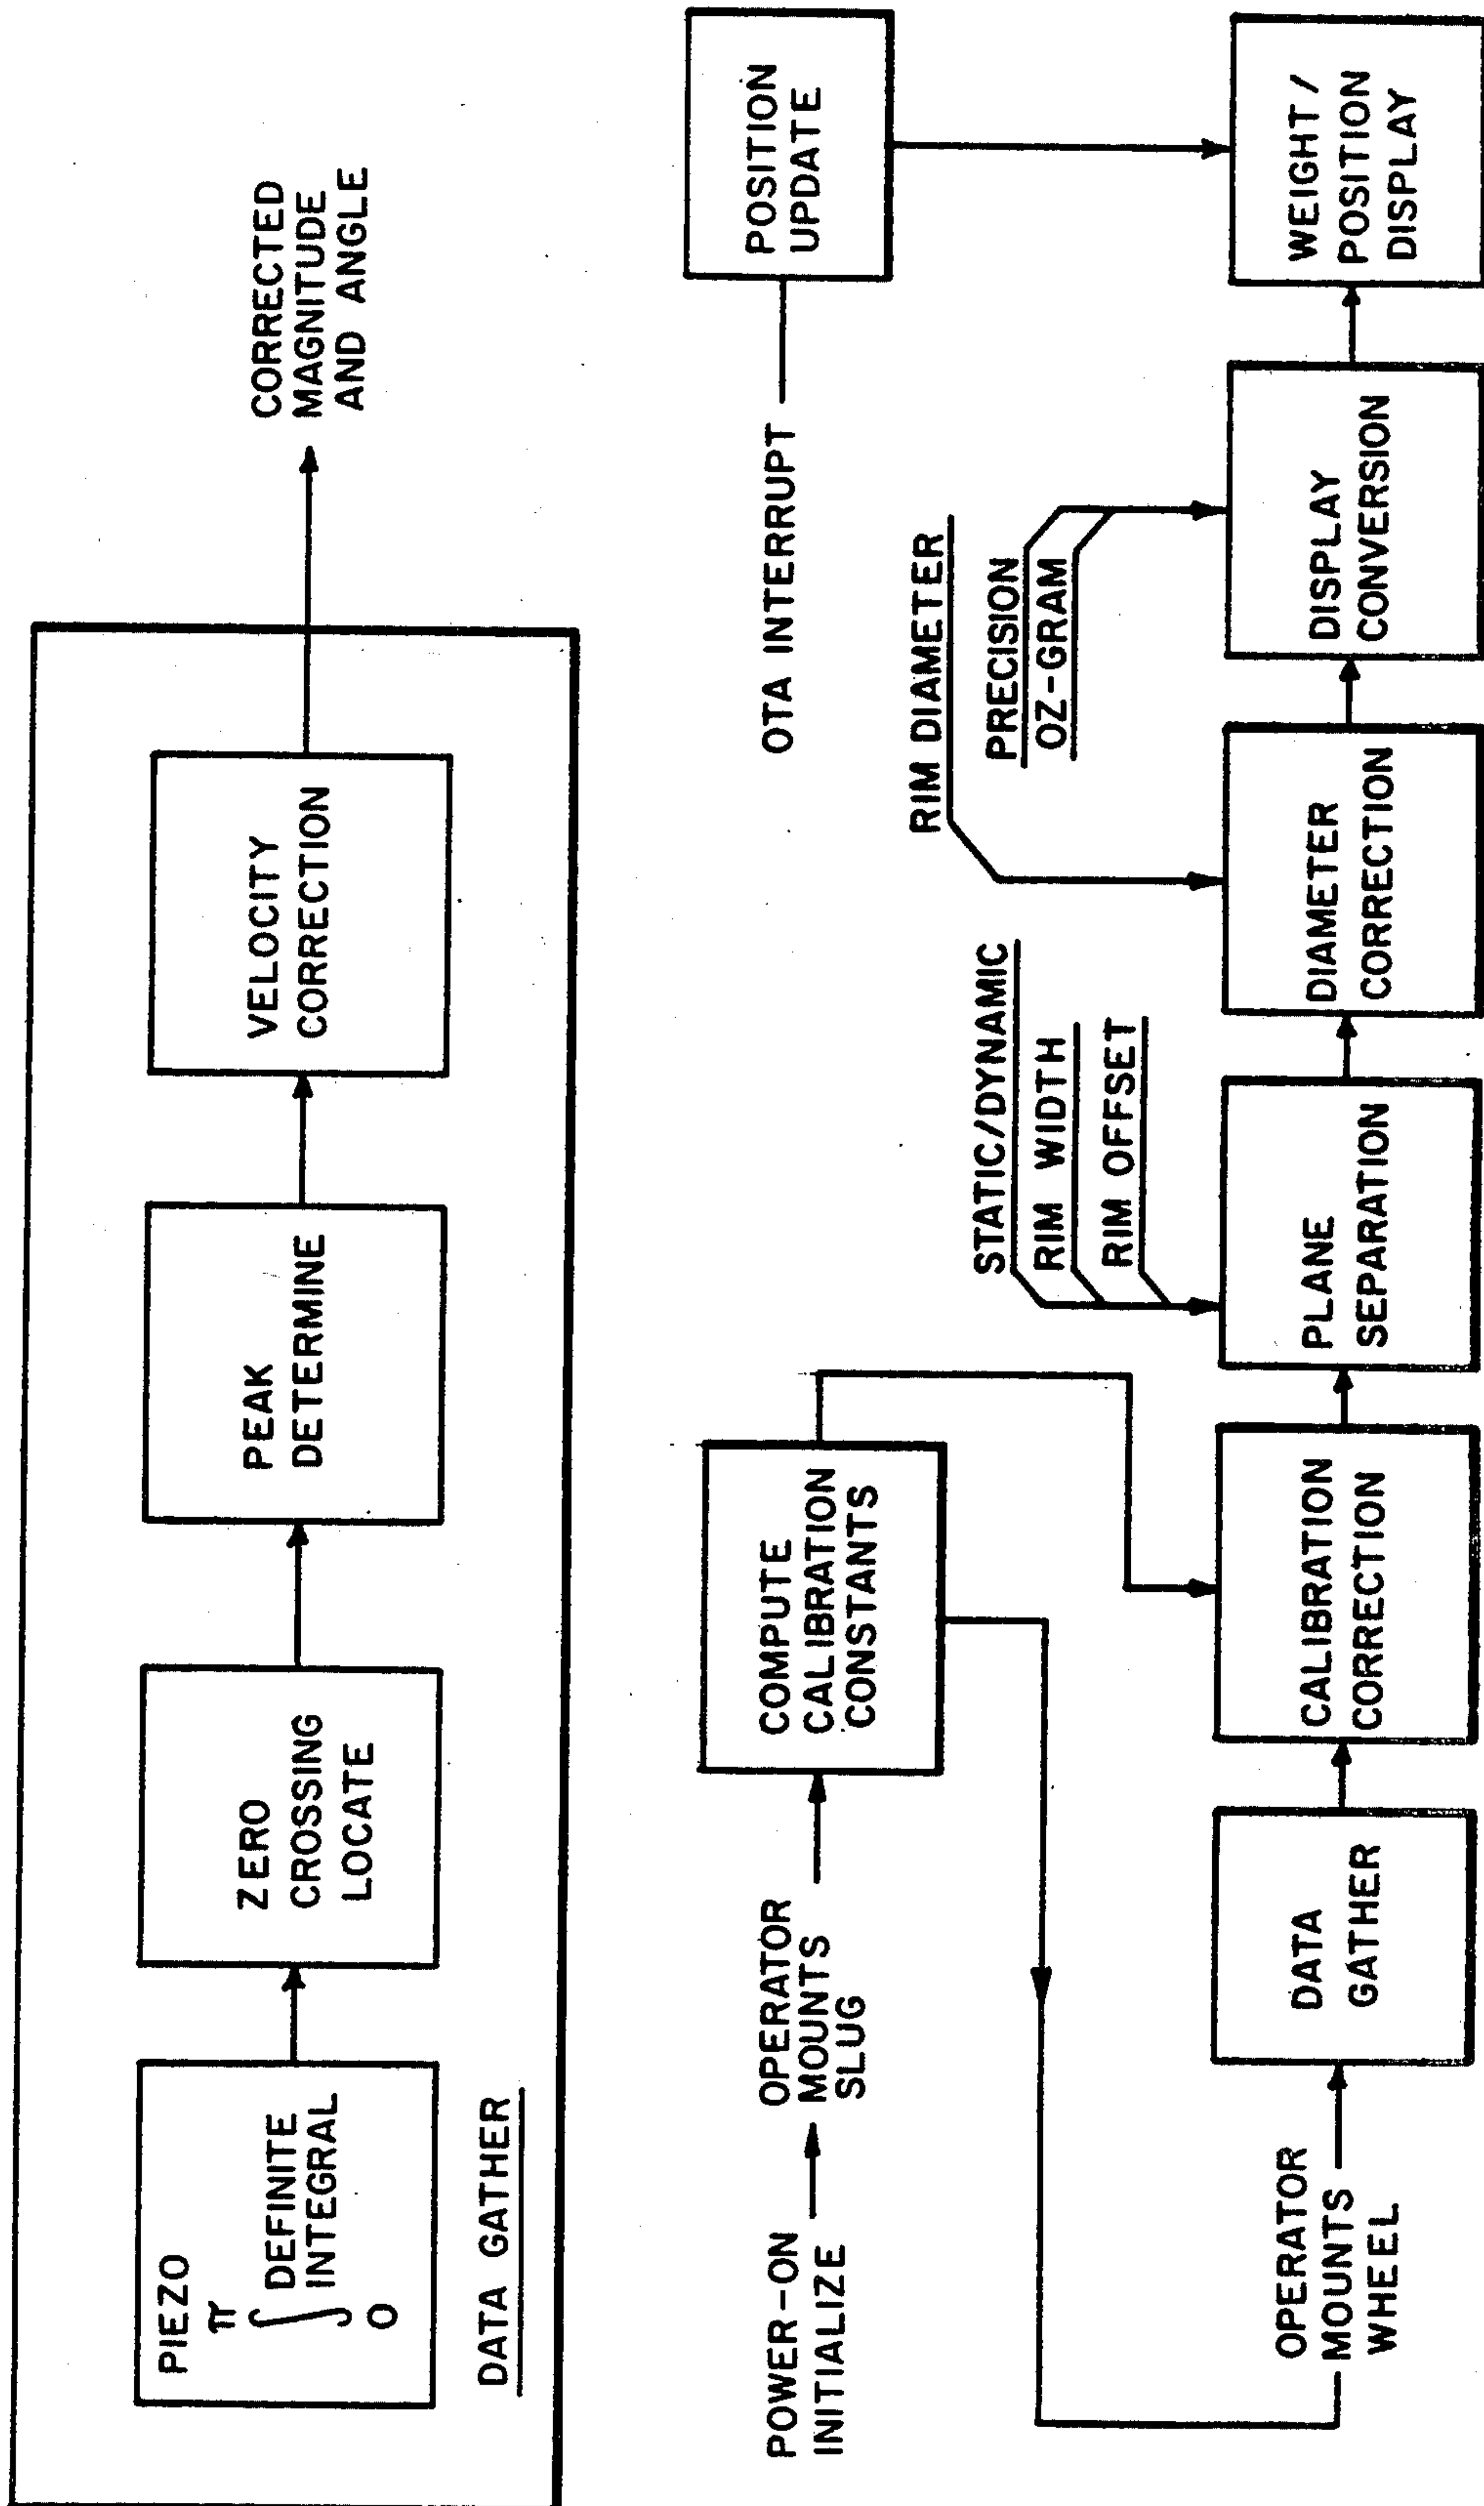 PIEZO
π
∫ DEFINITE
INTEGRAL
0
ZERO
CROSSING
LOCATE
PEAK
DETERMINE
VELOCITY
CORRECTION
CORRECTED
MAGNITUDE
AND ANGLE
DATA GATHER
POWER-ON
INITIALIZE
OPERATOR
MOUNTS
SLUG
COMPUTE
CALIBRATION
CONSTANTS
OTA INTERRUPT
POSITION
UPDATE
STATIC/DYNAMIC
RIM WIDTH
RIM OFFSET
RIM DIAMETER
PRECISION
OZ-GRAM
OPERATOR
MOUNTS
WHEEL
DATA
GATHER
CALIBRATION
CORRECTION
PLANE
SEPARATION
DIAMETER
CORRECTION
DISPLAY
CONVERSION
WEIGHT/
POSITION
DISPLAY